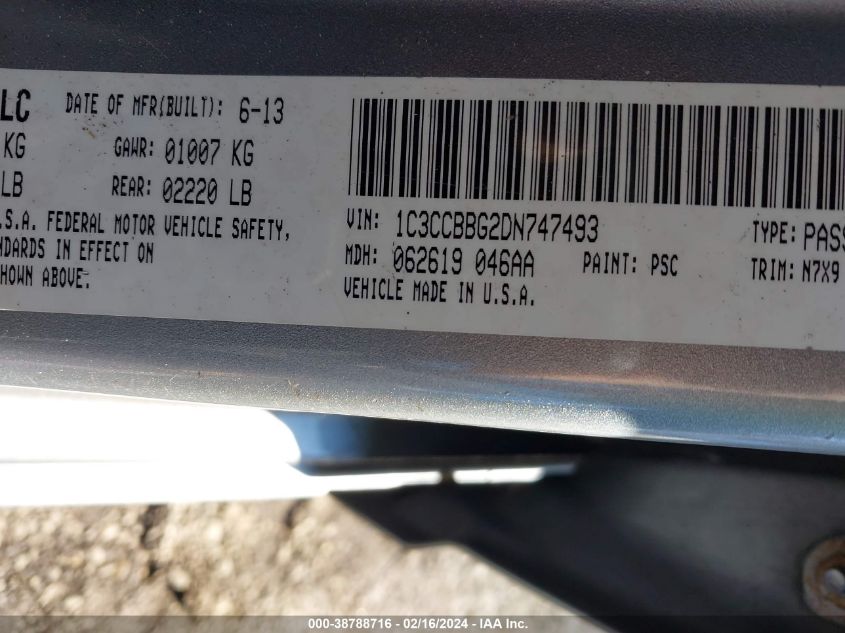 LC DATE OF MFR(BUILT): 6-13
KG GAWR: 01007 KG
LB REAR: 02220 LB
.S.A. FEDERAL MOTOR VEHICLE SAFETY,
NDARDS IN EFFECT ON
HOWN ABOVE.
VIN: 1C3CCBBG2DN747493 TYPE: PASS
MDH: 062619 046AA PAINT: PSC TRIM: N7X9
VEHICLE MADE IN U.S.A.
000-38788716 - 02/16/2024 - IAA Inc.